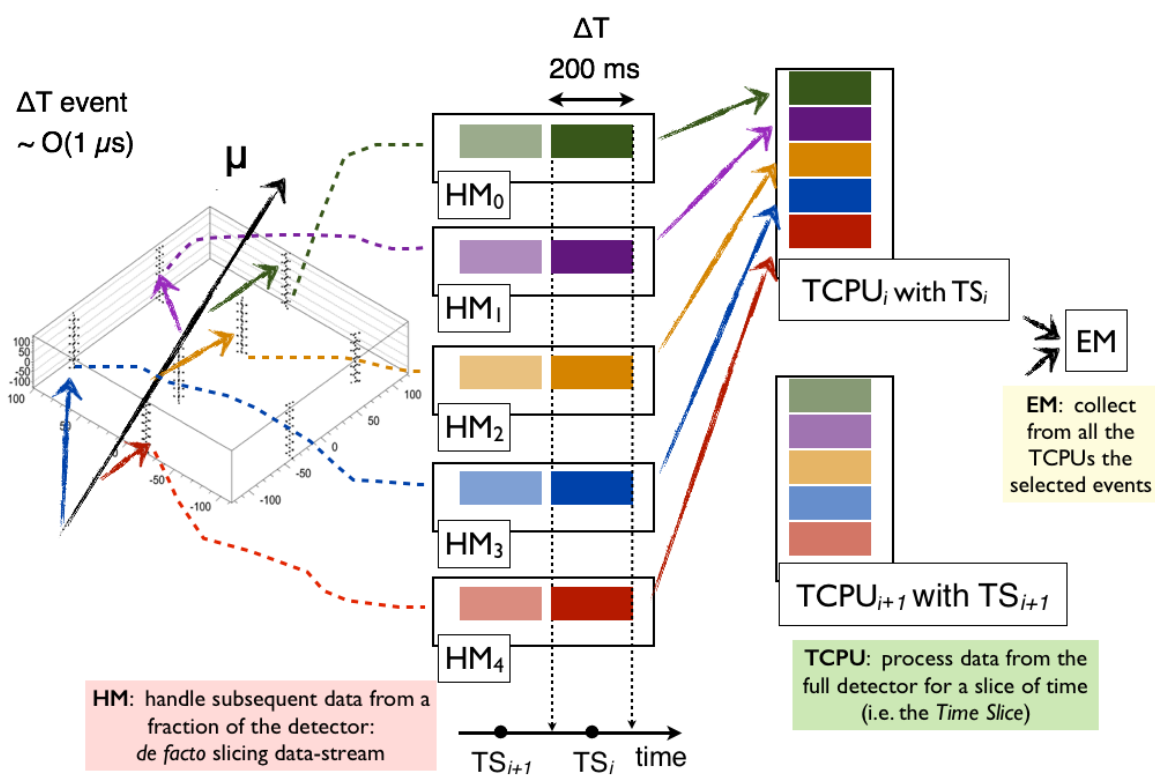 ΔT
200 ms
ΔT event
~ O(1 µs)
µ
HM0
HM1
HM2
HM3
HM4
100
50
0
-50
-100
100
50
0
-50
-100
-100
-50
0
50
100
TCPUi with TSi
EM
EM: collect
from all the
TCPUs the
selected events
TCPUi+1 with TSi+1
TCPU: process data from the
full detector for a slice of time
(i.e. the Time Slice)
HM: handle subsequent data from a
fraction of the detector:
de facto slicing data-stream
TSi+1
TSi
time